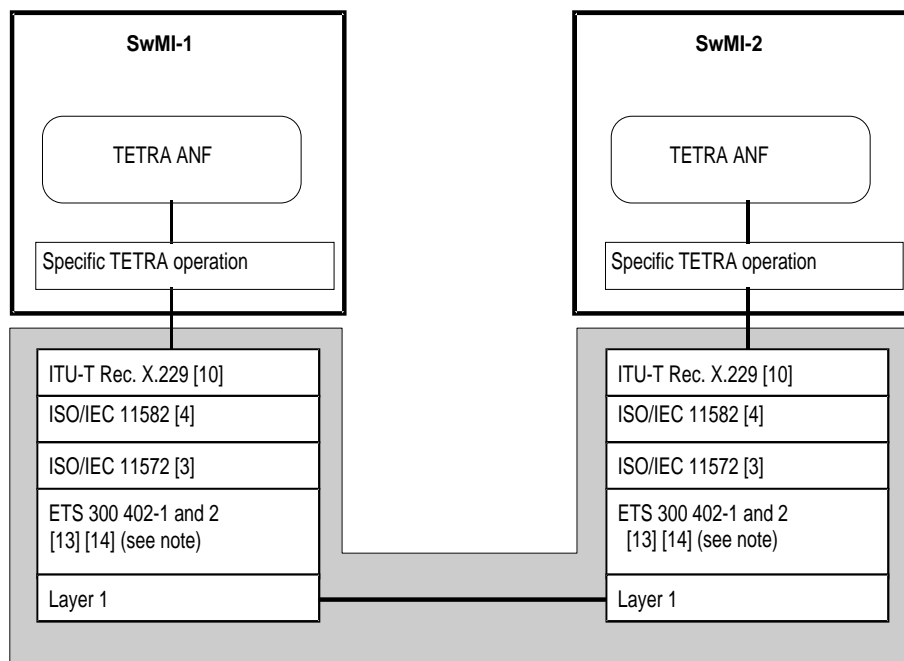 SwMI-1
SwMI-2
TETRA ANF
TETRA ANF
Specific TETRA operation
Specific TETRA operation
ITU-T Rec. X.229 [10]
ISO/IEC 11582 [4]
ISO/IEC 11572 [3]
ETS 300 402-1 and 2
[13] [14] (see note)
Layer 1
ITU-T Rec. X.229 [10]
ISO/IEC 11582 [4]
ISO/IEC 11572 [3]
ETS 300 402-1 and 2
[13] [14] (see note)
Layer 1